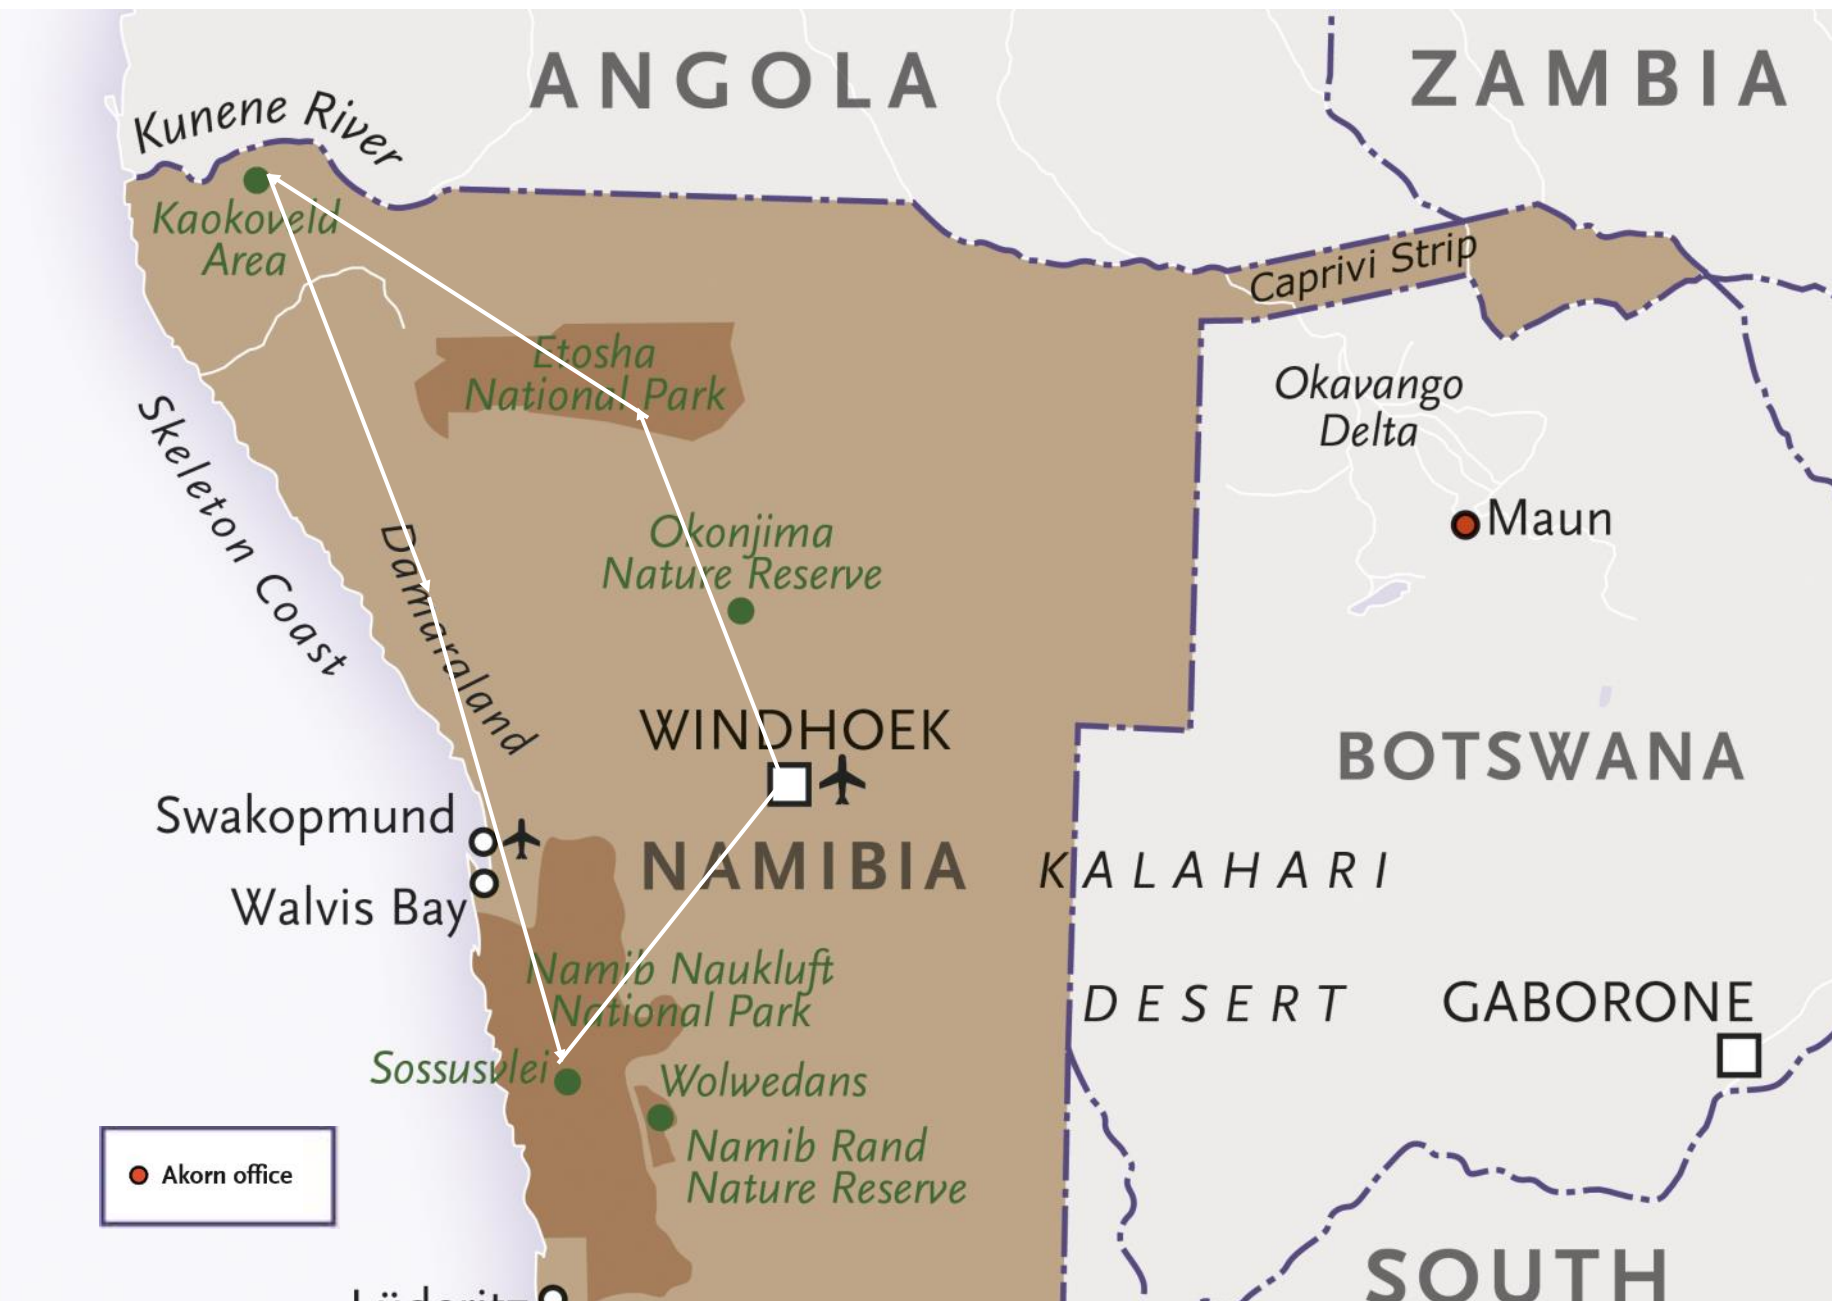 ANGOLA
ZAMBIA
Kunene River
Kaokoveld
Area
Caprivi Strip
Etosha
National Park
Okavango
Delta
Skeleton Coast
Maun
Okonjima
Nature Reserve
Damaraland
WINDHOEK
BOTSWANA
Swakopmund
NAMIBIA
KALAHARI
Walvis Bay
Namib Naukluft
National Park
DESERT
GABORONE
Sossusvlei
Wolwedans
Namib Rand
Nature Reserve
Akorn office
SOUTH
Lüderitz